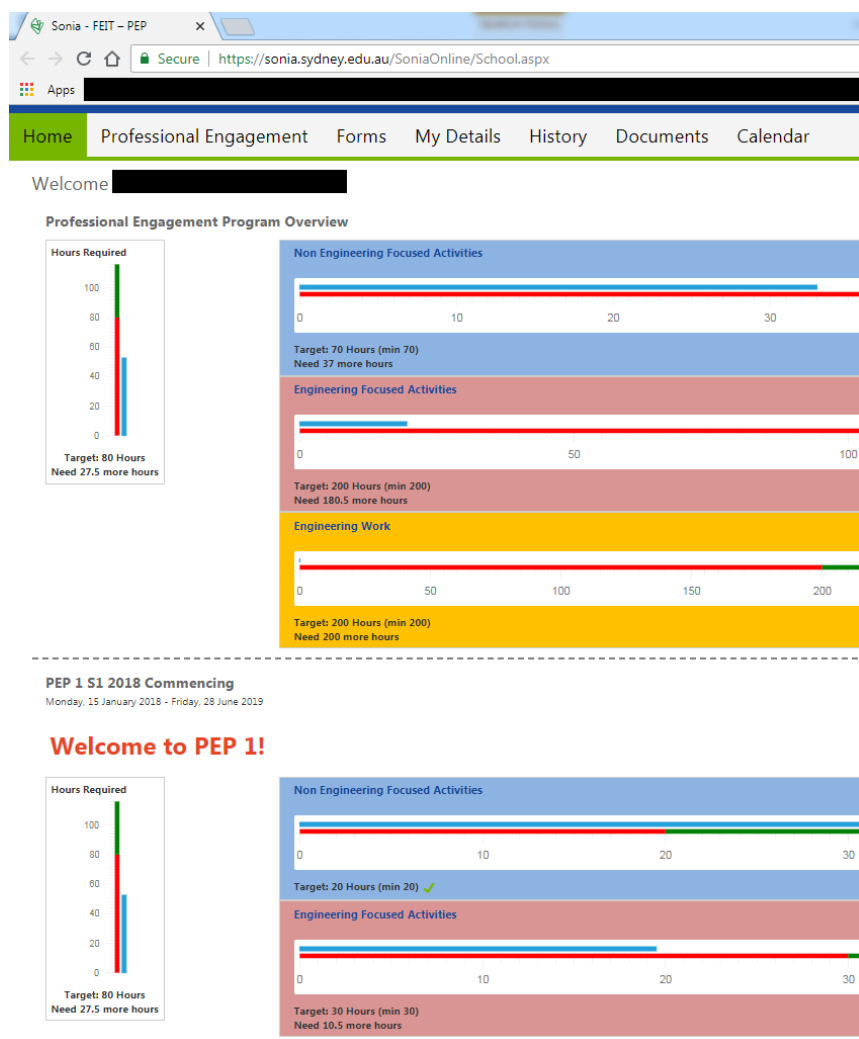 Sonia - FEIT – PEP
Secure | https://sonia.sydney.edu.au/SoniaOnline/School.aspx
Apps
Home Professional Engagement Forms My Details History Documents Calendar
Welcome
Professional Engagement Program Overview
Hours Required
100
80
60
40
20
0
Target: 80 Hours
Need 27.5 more hours
Non Engineering Focused Activities
0 10 20 30
Target: 70 Hours (min 70)
Need 37 more hours
Engineering Focused Activities
0 50 100
Target: 200 Hours (min 200)
Need 180.5 more hours
Engineering Work
0 50 100 150 200
Target: 200 Hours (min 200)
Need 200 more hours
PEP 1 S1 2018 Commencing
Monday, 15 January 2018 - Friday, 28 June 2019
Welcome to PEP 1!
Hours Required
100
80
60
40
20
0
Target: 80 Hours
Need 27.5 more hours
Non Engineering Focused Activities
0 10 20 30
Target: 20 Hours (min 20)
Engineering Focused Activities
0 10 20 30
Target: 30 Hours (min 30)
Need 10.5 more hours